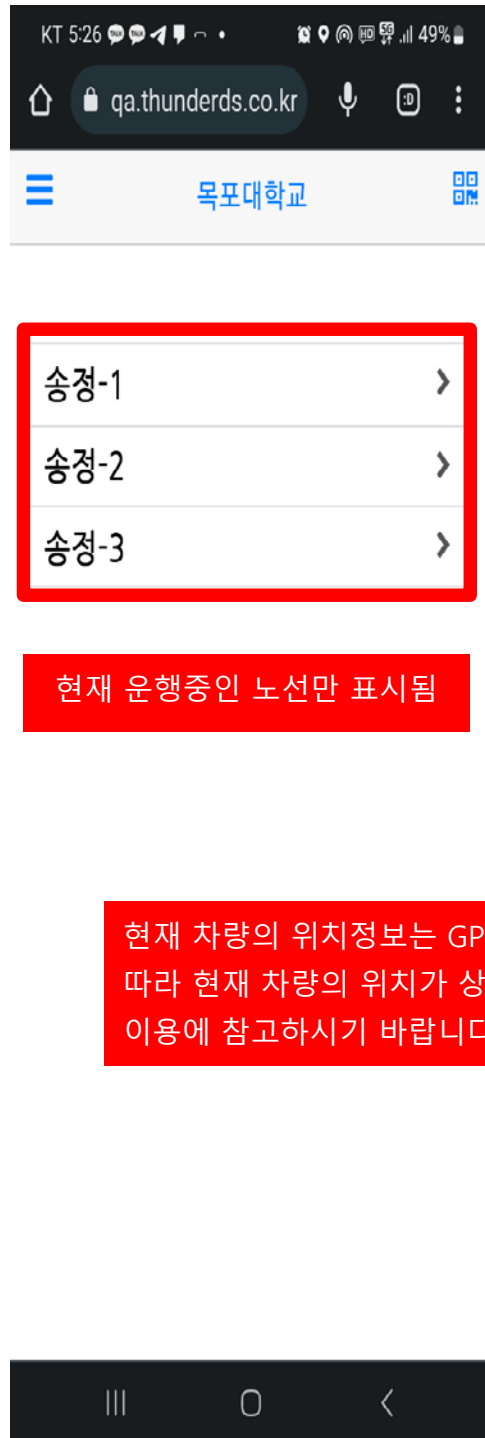 KT 5:26 49%
qa.thunderds.co.kr :D
목포대학교
송정-1
송정-2
송정-3
현재 운행중인 노선만 표시됨
현재 차량의 위치정보는 GP
따라 현재 차량의 위치가 상
이용에 참고하시기 바랍니다